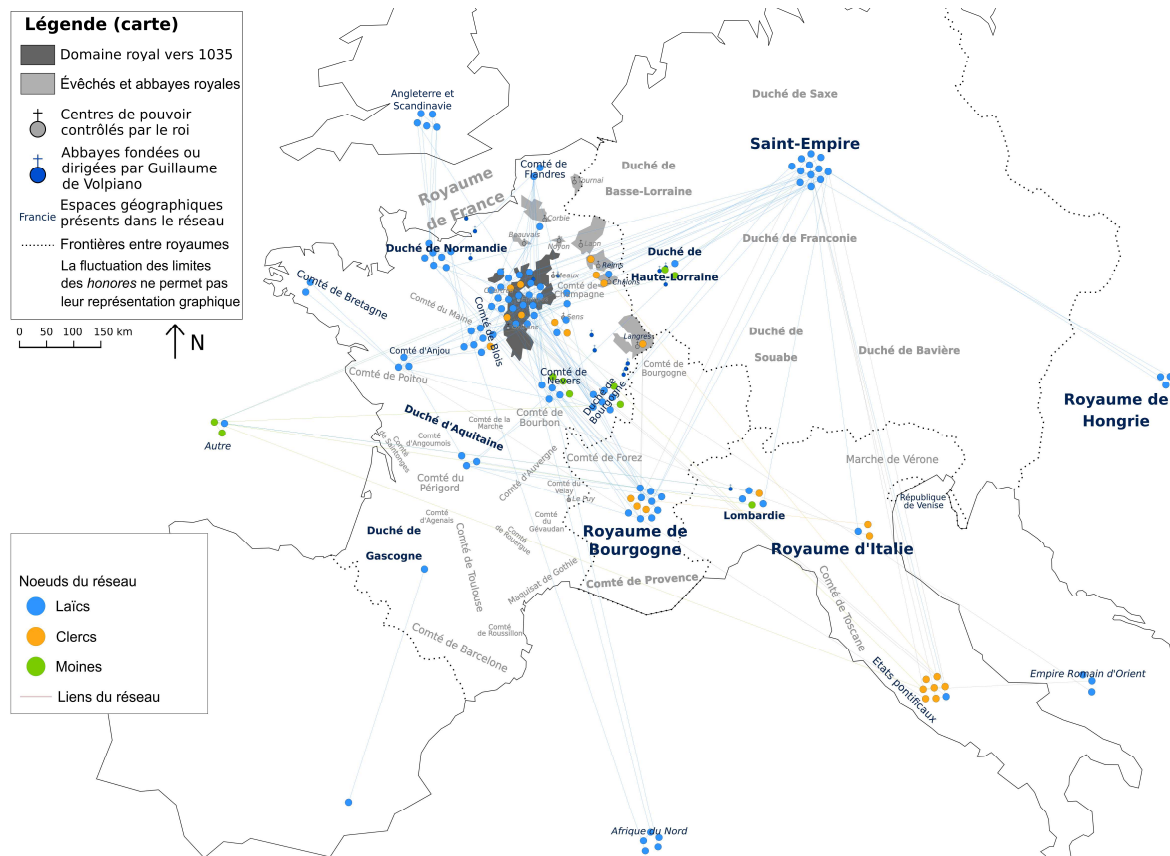 Légende (carte)
Domaine royal vers 1035
Évêchés et abbayes royales
Centres de pouvoir
contrôlés par le roi
Abbayes fondées ou
dirigées par Guillaume
de Volpiano
Francie
Espaces géographiques
présents dans le réseau
Frontières entre royaumes
La fluctuation des limites
des honores ne permet pas
leur représentation graphique
0 50 100 150 km
N
Angleterre et
Scandinavie
Duché de Saxe
Saint-Empire
Comté de
Flandres
Duché de
Basse-Lorraine
Tournai
Royaume
de France
Corbie
Beauvais
Noyon
Laon
Duché de Normandie
Duché de
Haute-Lorraine
Duché de Franconie
Reims
Châlons
Meaux
Comté de
Champagne
Comté de Bretagne
Comté du Maine
Comté de Blois
Sens
Langres
Duché de
Souabe
Duché de Bavière
Comté d'Anjou
Comté de Poitou
Comté de
Nevers
Comté de
Bourgogne
Duché de
Bourgogne
Royaume de
Hongrie
Autre
Duché d'Aquitaine
Comté de la
Marche
Comté de
Bourbon
Comté
d'Angoumois
Comté
de Saintonges
Comté d'Auvergne
Comté de Forez
Marche de Vérone
Comté du
Périgord
Comté du
velay
Le Puy
République
de Venise
Lombardie
Comté
d'Agenais
Comté
du
Gévaudan
Comté
de Rouergue
Royaume de
Bourgogne
Royaume d'Italie
Duché de
Gascogne
Comté de Toulouse
Maquisat de Gothie
Comté de Provence
Comté de Toscane
Comté
de Roussillon
Comté de Barcelone
Etats pontificaux
Empire Romain d'Orient
Afrique du Nord
Noeuds du réseau
Laïcs
Clercs
Moines
Liens du réseau